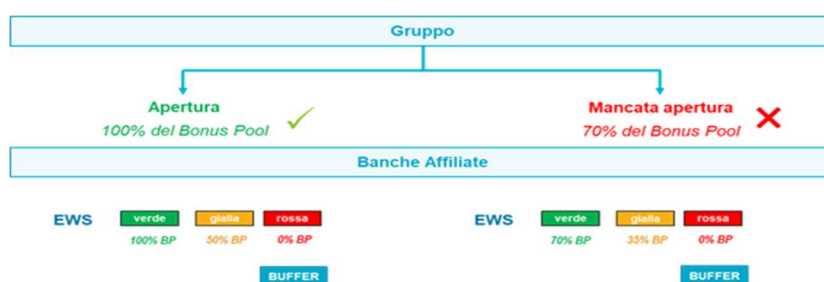 Gruppo
Apertura
100% del Bonus Pool
Mancata apertura
70% del Bonus Pool
Banche Affiliate
EWS verde gialla rossa
100% BP 50% BP 0% BP
BUFFER
EWS verde gialla rossa
70% BP 35% BP 0% BP
BUFFER